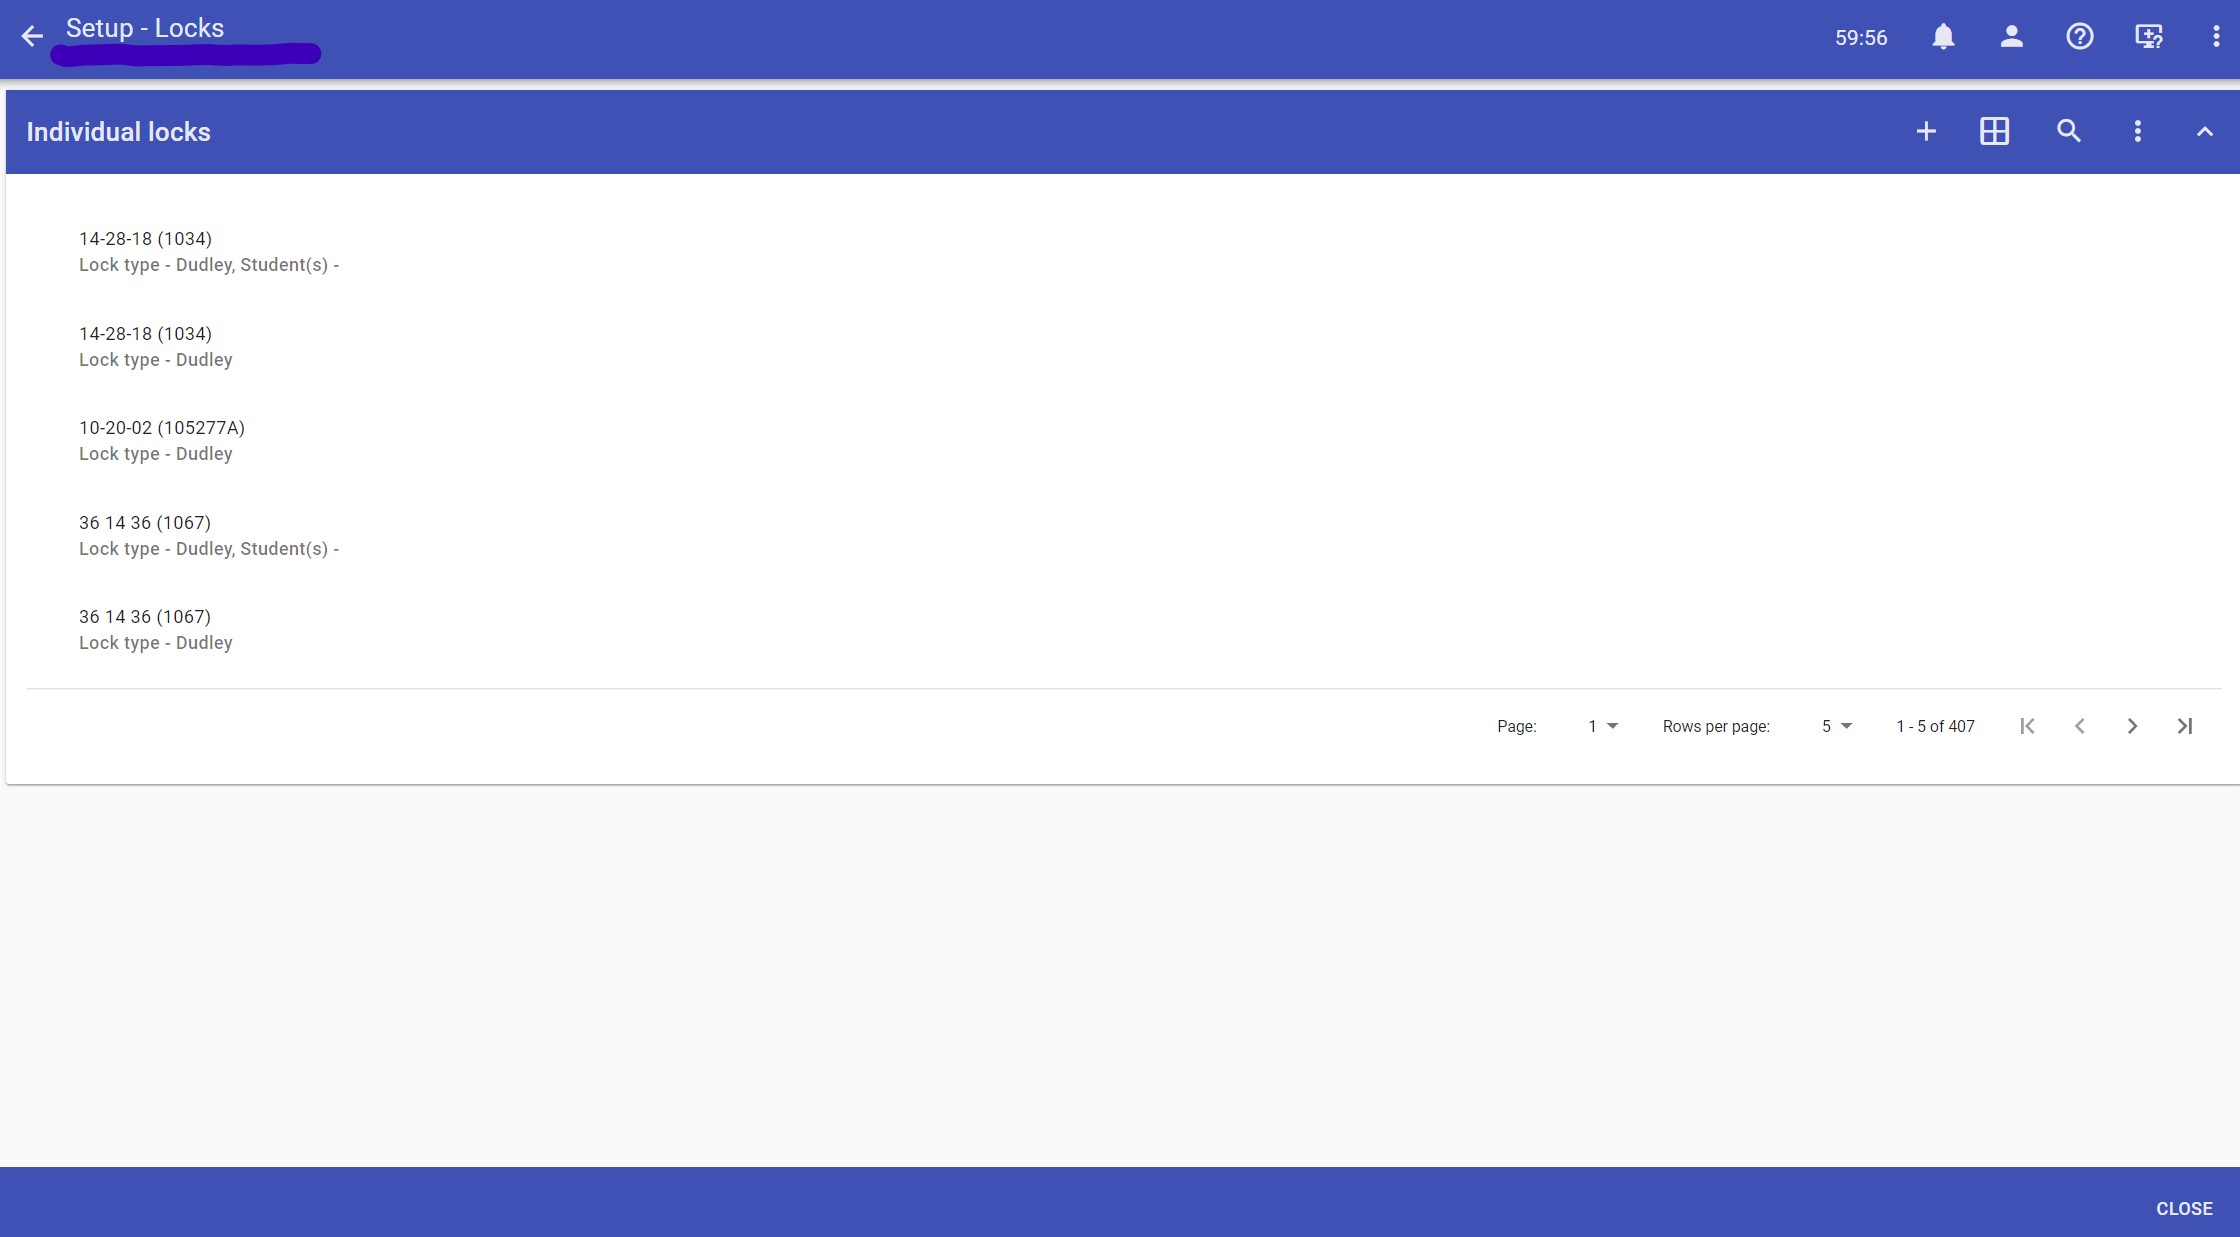 Setup - Locks
59:56
Individual locks
14-28-18 (1034)
Lock type - Dudley, Student(s) -
14-28-18 (1034)
Lock type - Dudley
10-20-02 (105277A)
Lock type - Dudley
36 14 36 (1067)
Lock type - Dudley, Student(s) -
36 14 36 (1067)
Lock type - Dudley
Page: 1 Rows per page: 5 1 - 5 of 407
CLOSE